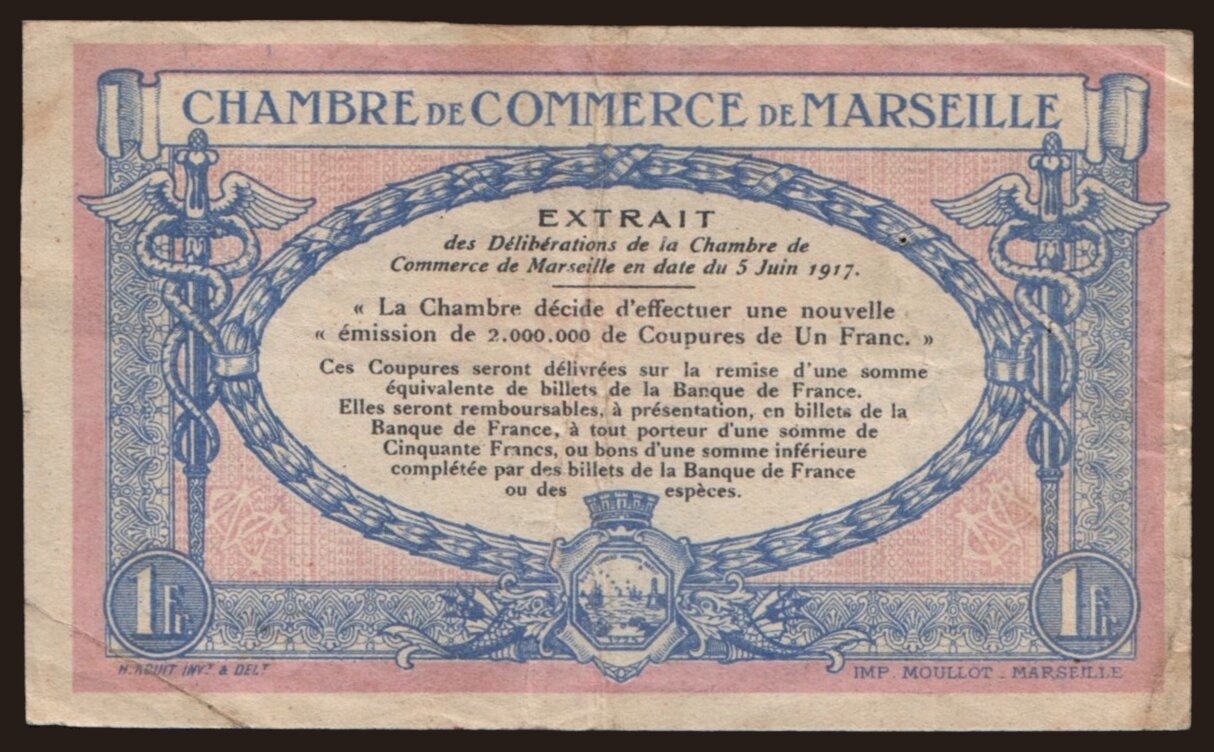 CHAMBRE DE COMMERCE DE MARSEILLE
EXTRAIT
des Délibérations de la Chambre de
Commerce de Marseille en date du 5 Juin 1917.
« La Chambre décide d'effectuer une nouvelle
« émission de 2.000.000 de Coupures de Un Franc. »
Ces Coupures seront délivrées sur la remise d'une somme
équivalente de billets de la Banque de France.
Elles seront remboursables, à présentation, en billets de la
Banque de France, à tout porteur d'une somme de
Cinquante Francs, ou bons d'une somme inférieure
complétée par des billets de la Banque de France
ou des espèces.
1 Fr.
1 Fr.
INV.T & DEL.T
IMP. MOULLOT - MARSEILLE